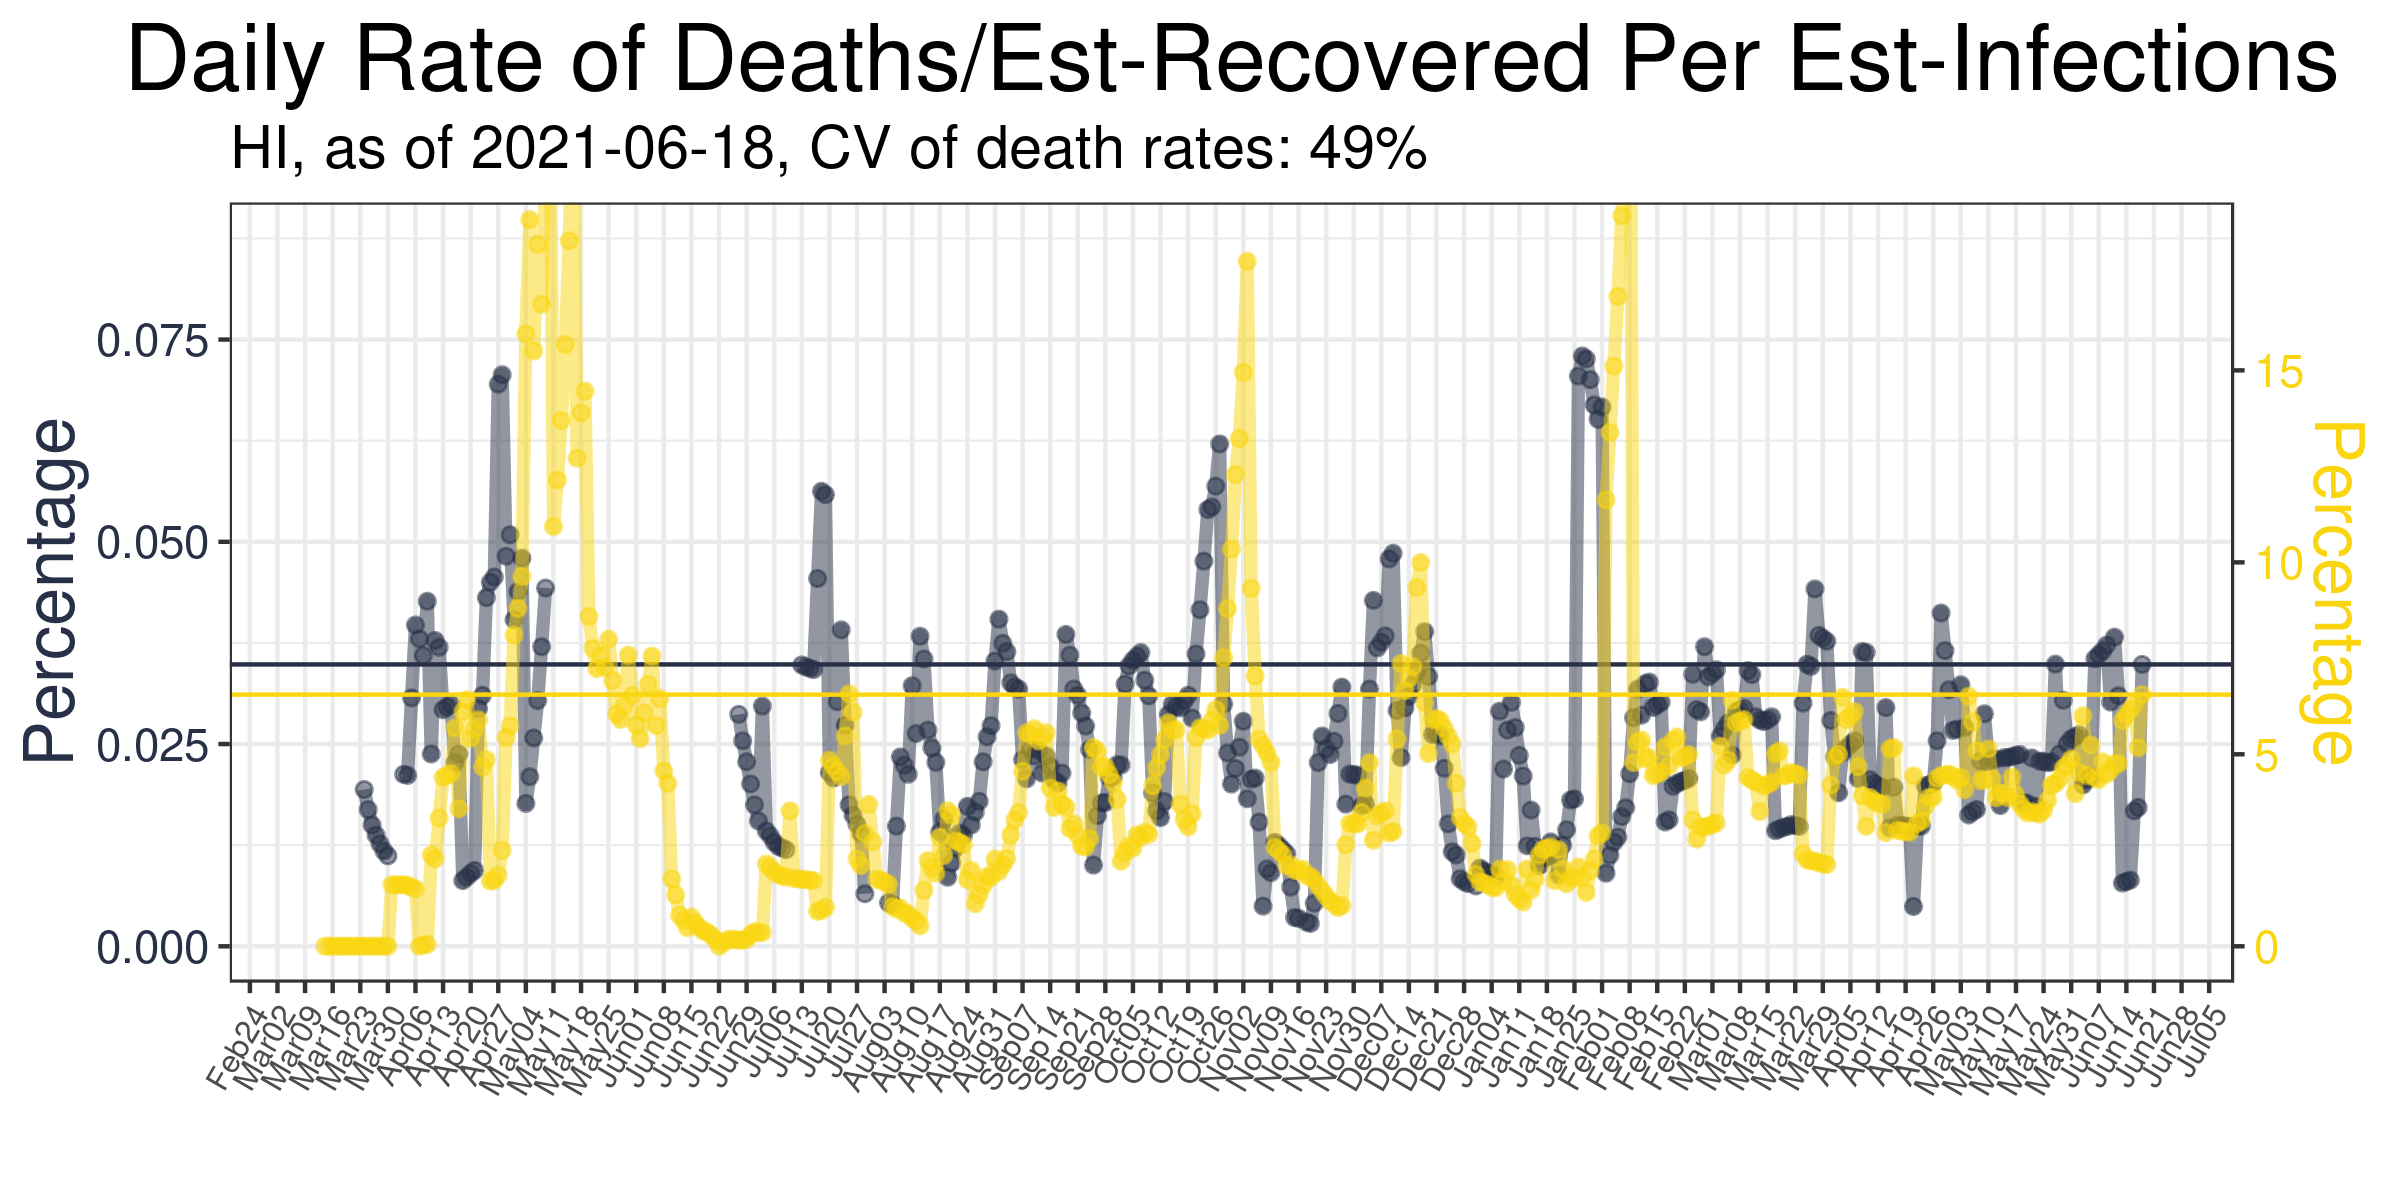 Daily Rate of Deaths/Est-Recovered Per Est-Infections
HI, as of 2021-06-18, CV of death rates: 49%
Percentage
0.075
0.050
0.025
0.000
15
10
5
0
Percentage
Feb24
Mar02
Mar09
Mar16
Mar23
Mar30
Apr06
Apr13
Apr20
Apr27
May04
May11
May18
May25
Jun01
Jun08
Jun15
Jun22
Jun29
Jul06
Jul13
Jul20
Jul27
Aug03
Aug10
Aug17
Aug24
Aug31
Sep07
Sep14
Sep21
Sep28
Oct05
Oct12
Oct19
Oct26
Nov02
Nov09
Nov16
Nov23
Nov30
Dec07
Dec14
Dec21
Dec28
Jan04
Jan11
Jan18
Jan25
Feb01
Feb08
Feb15
Feb22
Mar01
Mar08
Mar15
Mar22
Mar29
Apr05
Apr12
Apr19
Apr26
May03
May10
May17
May24
May31
Jun07
Jun14
Jun21
Jun28
Jul05